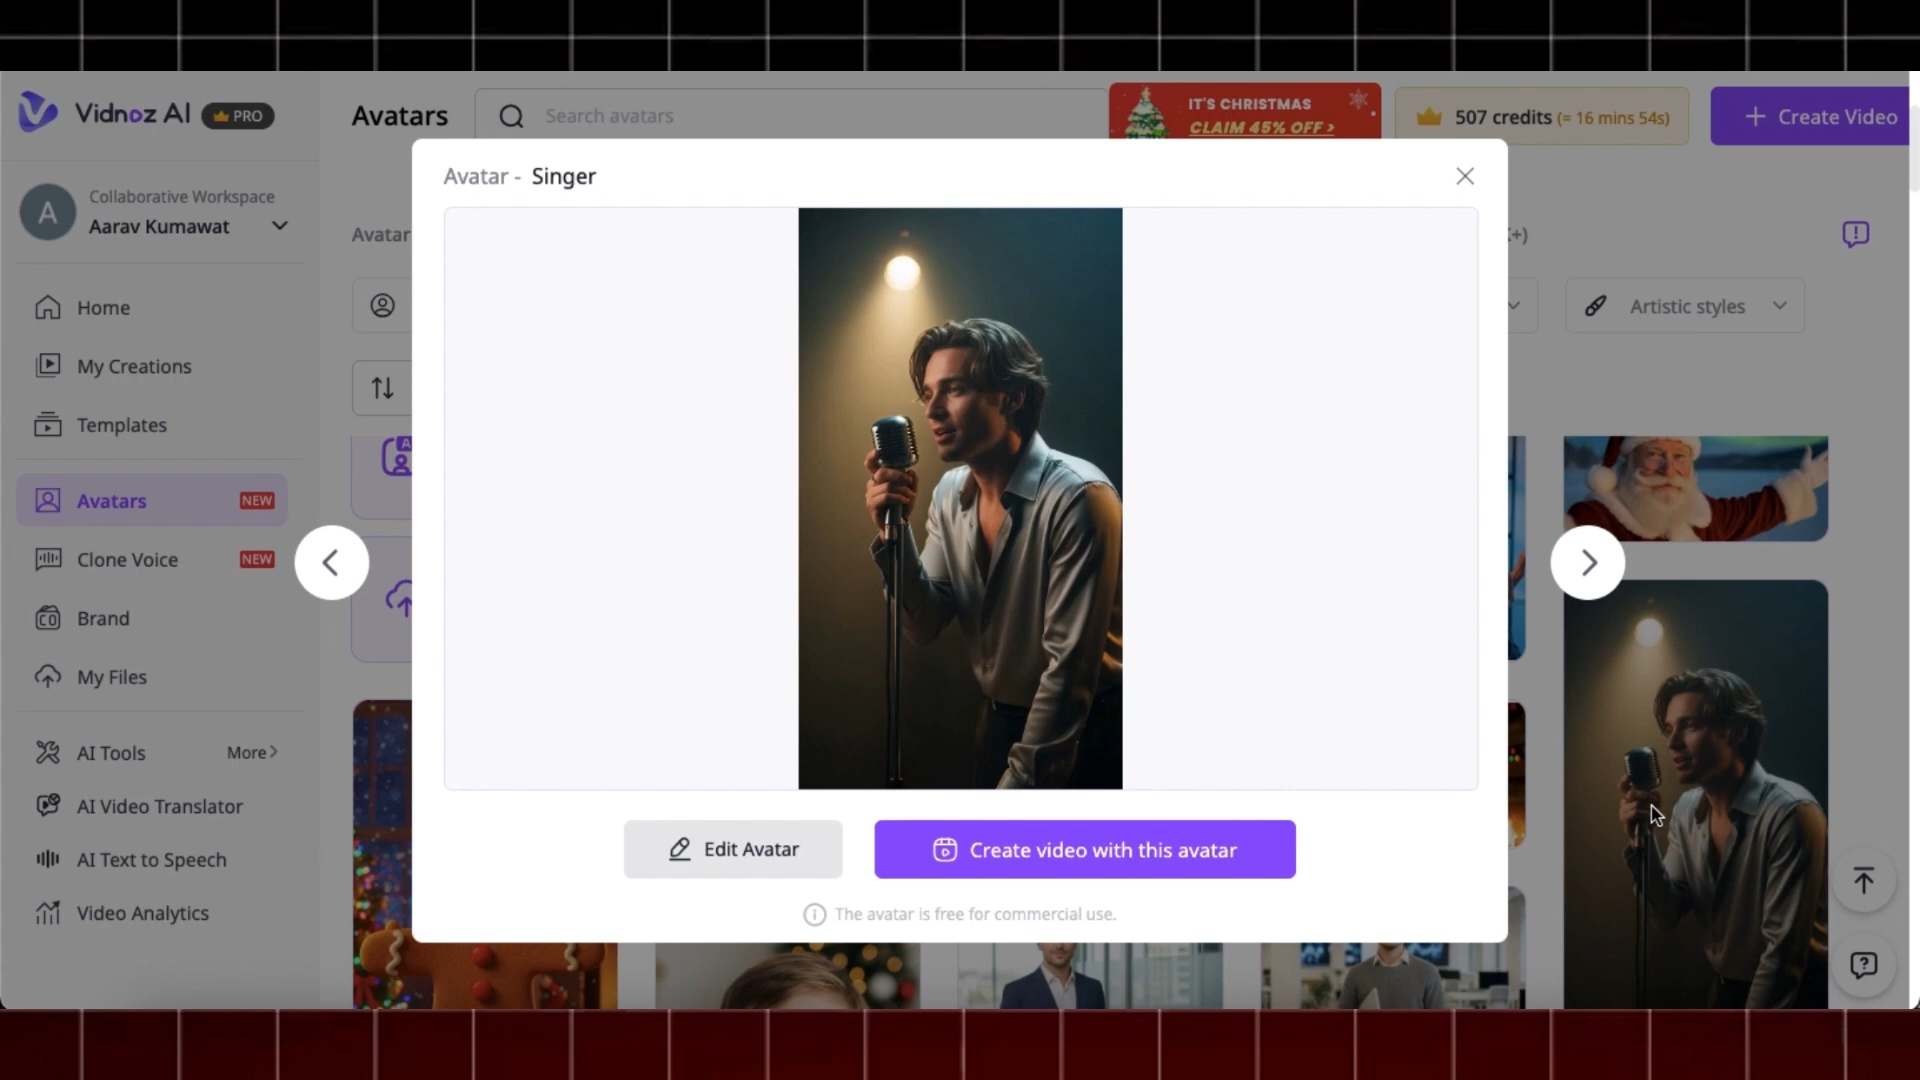 Vidnoz AI PRO
Avatars
Search avatars
IT'S CHRISTMAS
CLAIM 45% OFF >
507 credits (= 16 mins 54s)
+ Create Video
Collaborative Workspace
A
Aarav Kumawat
Home
My Creations
Templates
Avatars NEW
Clone Voice NEW
Brand
My Files
AI Tools More >
AI Video Translator
AI Text to Speech
Video Analytics
Avatar
+)
Artistic styles
Avatar - Singer
Edit Avatar
Create video with this avatar
The avatar is free for commercial use.